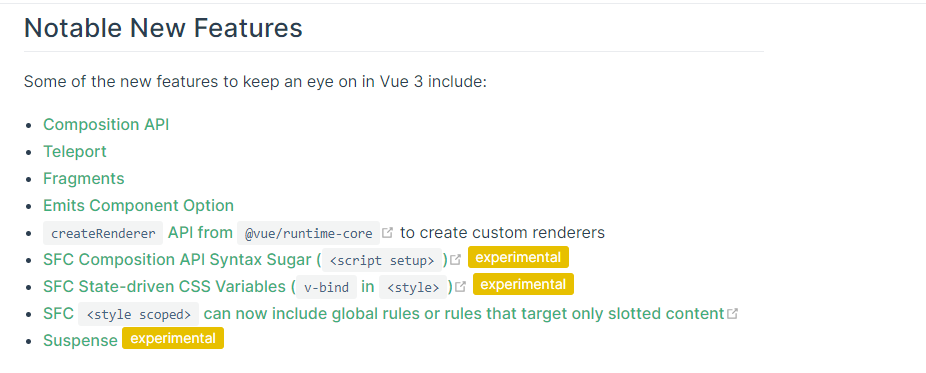 Notable New Features
Some of the new features to keep an eye on in Vue 3 include:
• Composition API
• Teleport
• Fragments
• Emits Component Option
• createRenderer API from @vue/runtime-core to create custom renderers
• SFC Composition API Syntax Sugar ( <script setup> ) experimental
• SFC State-driven CSS Variables ( v-bind in <style> ) experimental
• SFC <style scoped> can now include global rules or rules that target only slotted content
• Suspense experimental